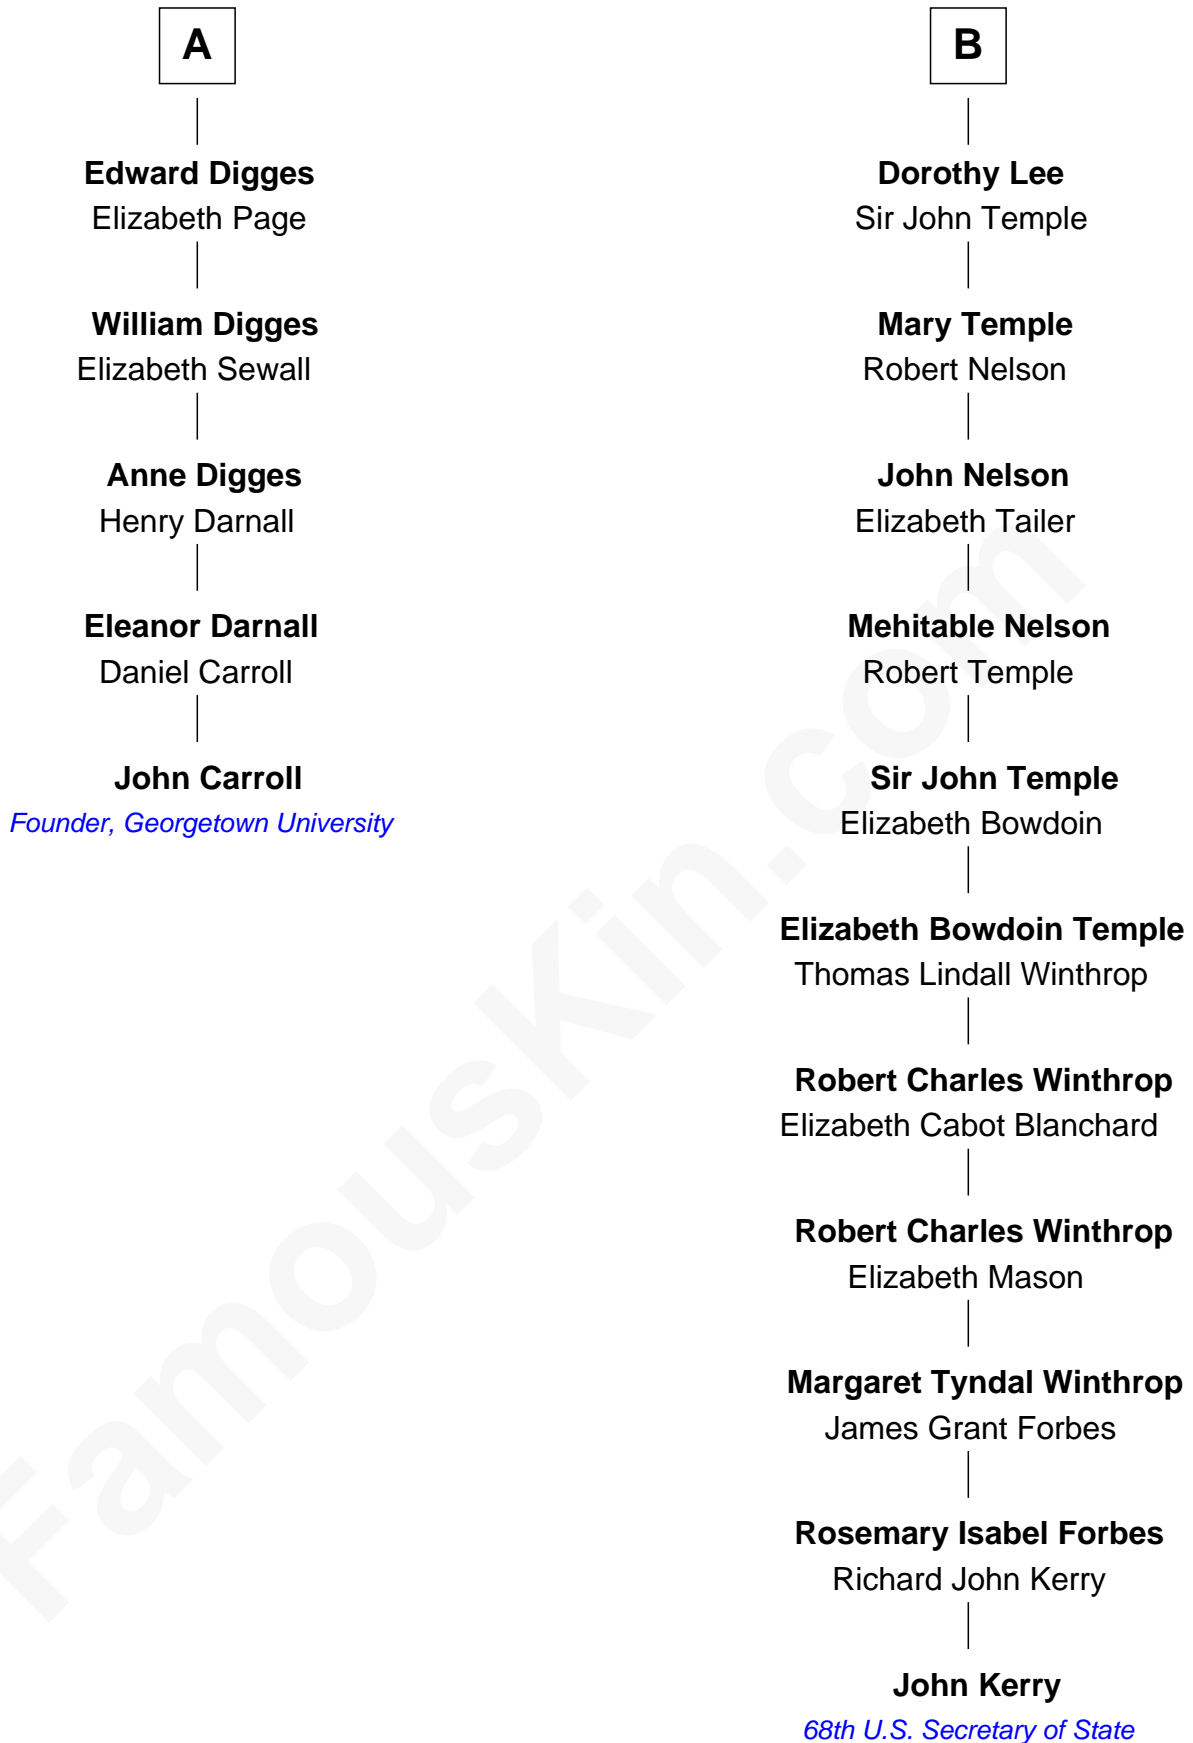 A
Edward Digges
Elizabeth Page
William Digges
Elizabeth Sewall
Anne Digges
Henry Darnall
Eleanor Darnall
Daniel Carroll
John Carroll
Founder, Georgetown University
B
Dorothy Lee
Sir John Temple
Mary Temple
Robert Nelson
John Nelson
Elizabeth Tailer
Mehitable Nelson
Robert Temple
Sir John Temple
Elizabeth Bowdoin
Elizabeth Bowdoin Temple
Thomas Lindall Winthrop
Robert Charles Winthrop
Elizabeth Cabot Blanchard
Robert Charles Winthrop
Elizabeth Mason
Margaret Tyndal Winthrop
James Grant Forbes
Rosemary Isabel Forbes
Richard John Kerry
John Kerry
68th U.S. Secretary of State
FamousKin.com